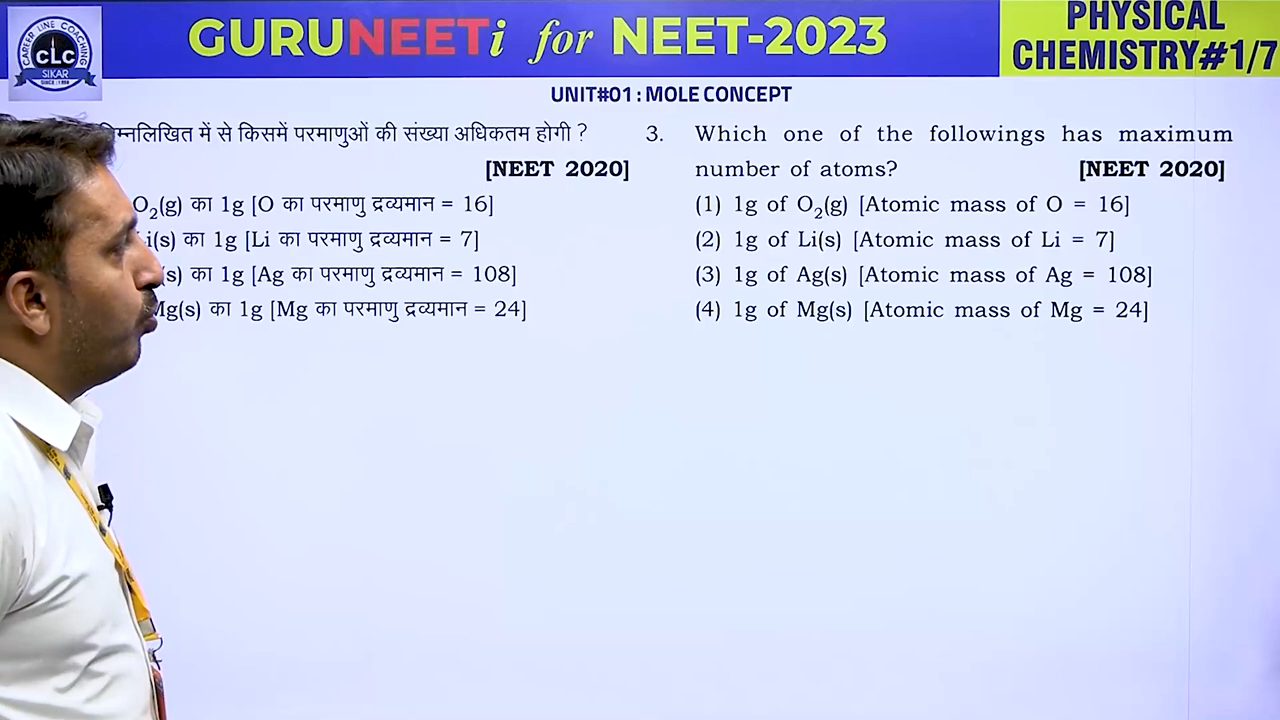 CAREER LINE COACHING
CLC
SIKAR
SINCE : 1996
GURUNEETi for NEET-2023
PHYSICAL
CHEMISTRY#1/7
UNIT#01 : MOLE CONCEPT
में से किसमें परमाणुओं की संख्या अधिकतम होगी ?
[NEET 2020]
O₂(g) का 1g [O का परमाणु द्रव्यमान = 16]
Li(s) का 1g [Li का परमाणु द्रव्यमान = 7]
(s) का 1g [Ag का परमाणु द्रव्यमान = 108]
Mg(s) का 1g [Mg का परमाणु द्रव्यमान = 24]
3. Which one of the followings has maximum
number of atoms? [NEET 2020]
(1) 1g of O₂(g) [Atomic mass of O = 16]
(2) 1g of Li(s) [Atomic mass of Li = 7]
(3) 1g of Ag(s) [Atomic mass of Ag = 108]
(4) 1g of Mg(s) [Atomic mass of Mg = 24]